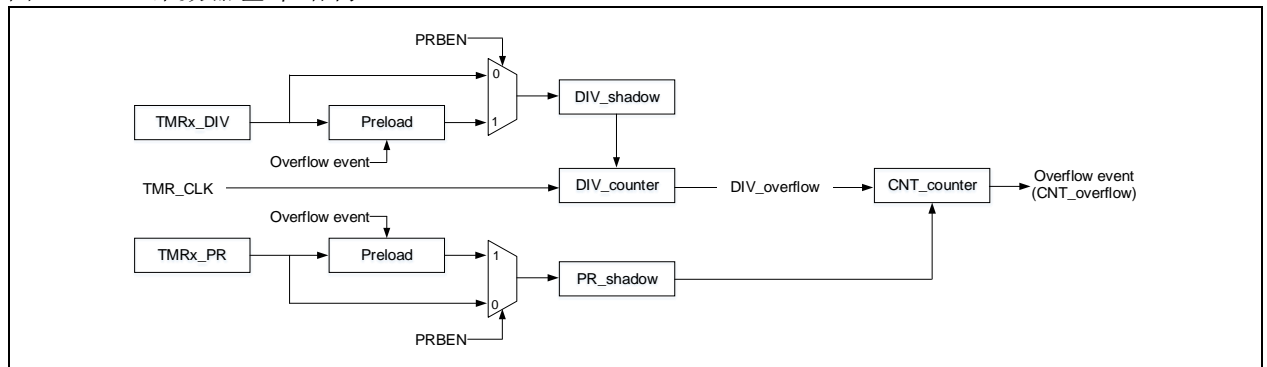 PRBEN
0
DIV_shadow
TMRx_DIV
Preload
1
Overflow event
TMR_CLK
DIV_counter
DIV_overflow
CNT_counter
Overflow event
(CNT_overflow)
Overflow event
TMRx_PR
Preload
1
PR_shadow
0
PRBEN